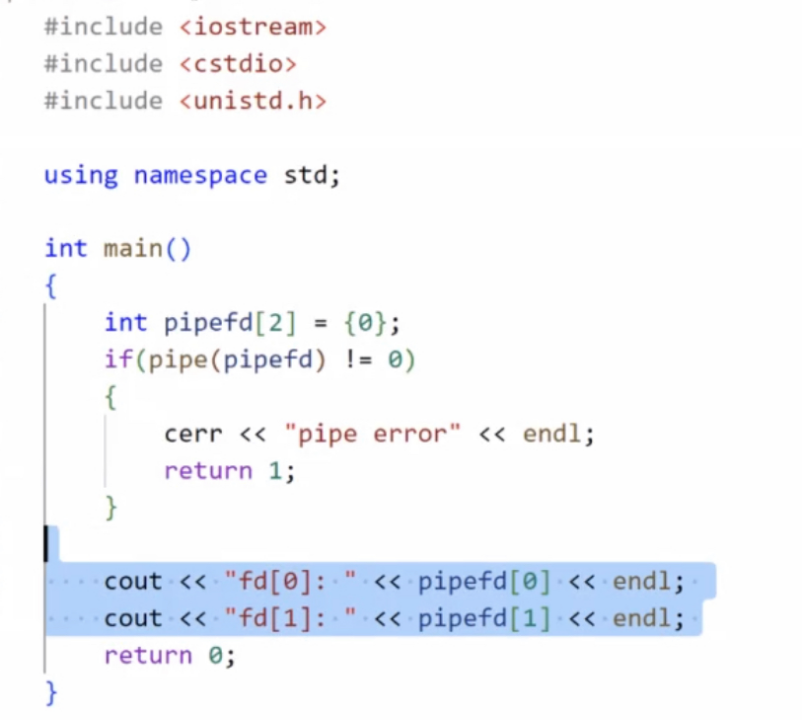 #include <iostream>
#include <cstdio>
#include <unistd.h>
using namespace std;
int main()
{
    int pipefd[2] = {0};
    if(pipe(pipefd) != 0)
    {
        cerr << "pipe error" << endl;
        return 1;
    }
    cout << "fd[0]: " << pipefd[0] << endl;
    cout << "fd[1]: " << pipefd[1] << endl;
    return 0;
}